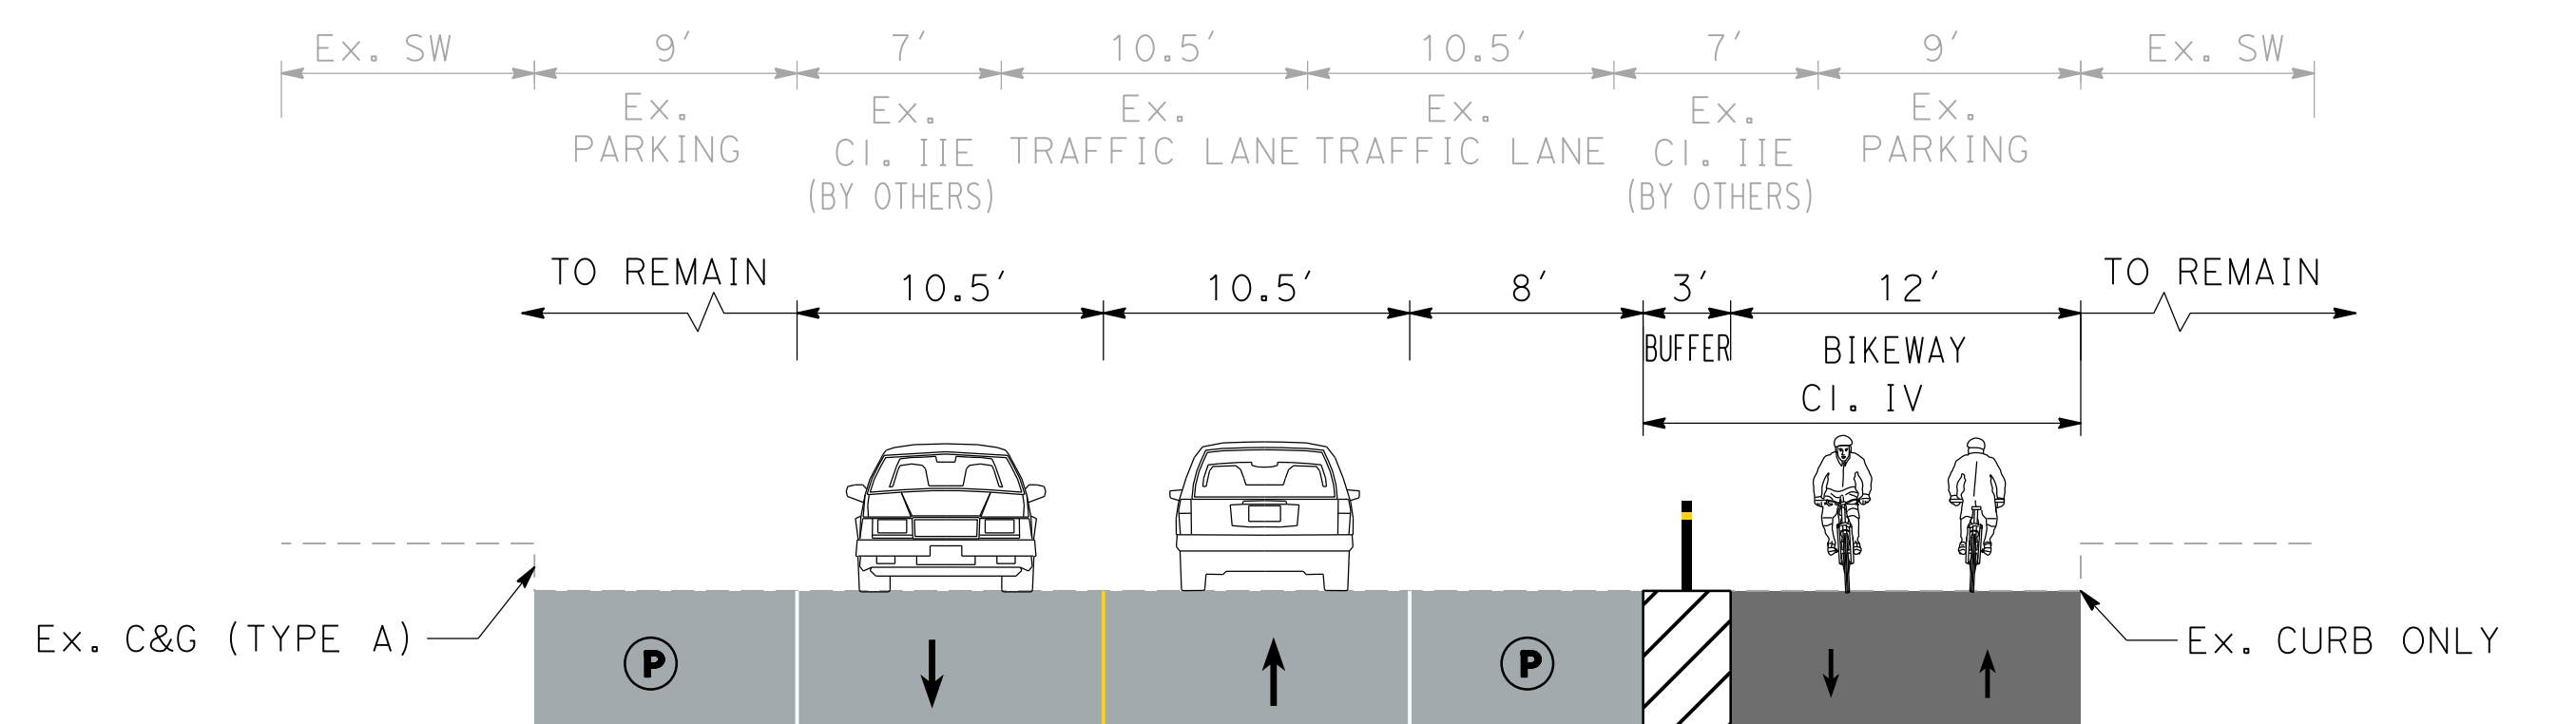 Ex. SW 9' 7' 10.5' 10.5' 7' 9' Ex. SW
Ex. Ex. Ex. Ex. Ex. Ex.
PARKING Cl. IIE TRAFFIC LANE TRAFFIC LANE Cl. IIE PARKING
(BY OTHERS) (BY OTHERS)
TO REMAIN 10.5' 10.5' 8' 3' 12' TO REMAIN
BUFFER BIKEWAY
Cl. IV
Ex. C&G (TYPE A) Ex. CURB ONLY
P P